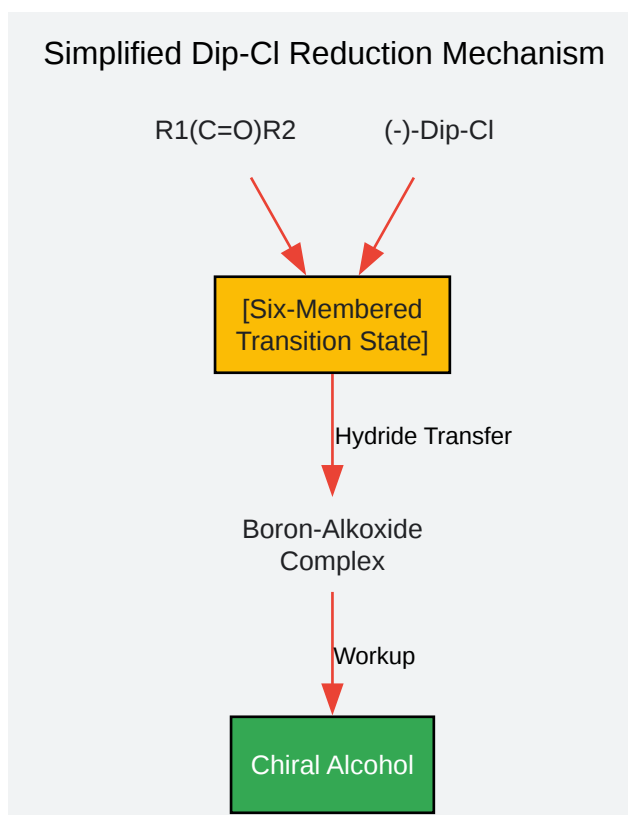 Simplified Dip-Cl Reduction Mechanism
R1(C=O)R2
(-)-Dip-Cl
[Six-Membered
Transition State]
Hydride Transfer
Boron-Alkoxide
Complex
Workup
Chiral Alcohol